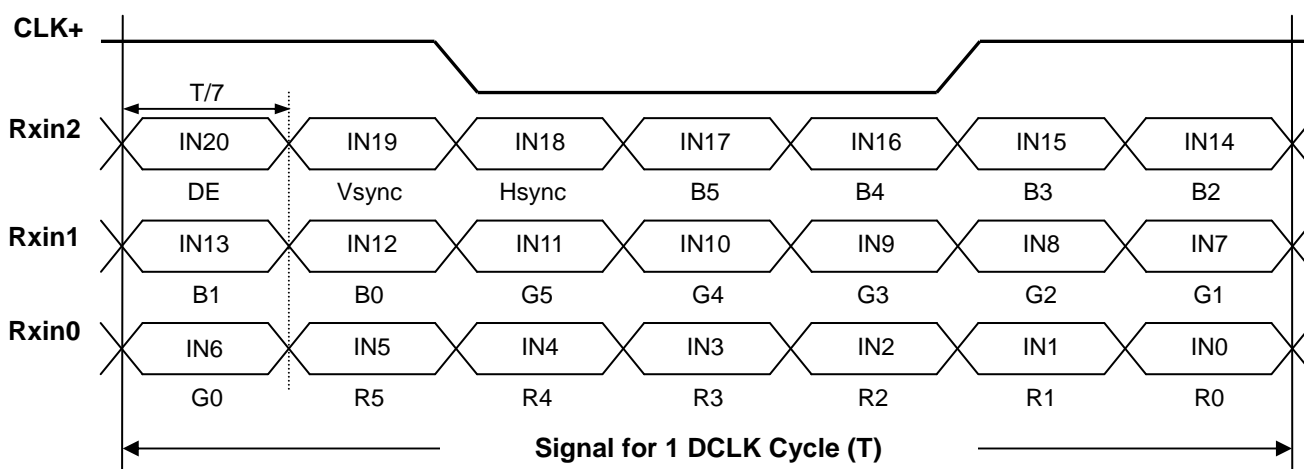 CLK+
T/7
Rxin2 IN20 IN19 IN18 IN17 IN16 IN15 IN14
DE Vsync Hsync B5 B4 B3 B2
Rxin1 IN13 IN12 IN11 IN10 IN9 IN8 IN7
B1 B0 G5 G4 G3 G2 G1
Rxin0 IN6 IN5 IN4 IN3 IN2 IN1 IN0
G0 R5 R4 R3 R2 R1 R0
Signal for 1 DCLK Cycle (T)